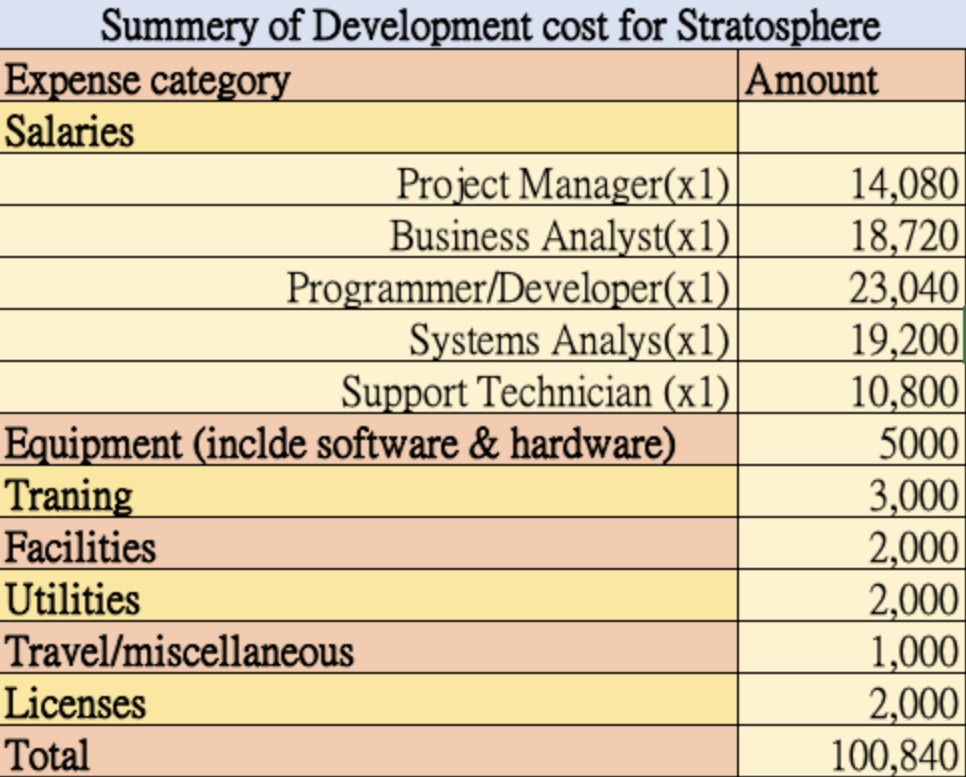 Summery of Development cost for Stratosphere
Expense category Amount
Salaries
Project Manager(x1) 14,080
Business Analyst(x1) 18,720
Programmer/Developer(x1) 23,040
Systems Analys(x1) 19,200
Support Technician (x1) 10,800
Equipment (inclde software & hardware) 5000
Traning 3,000
Facilities 2,000
Utilities 2,000
Travel/miscellaneous 1,000
Licenses 2,000
Total 100,840